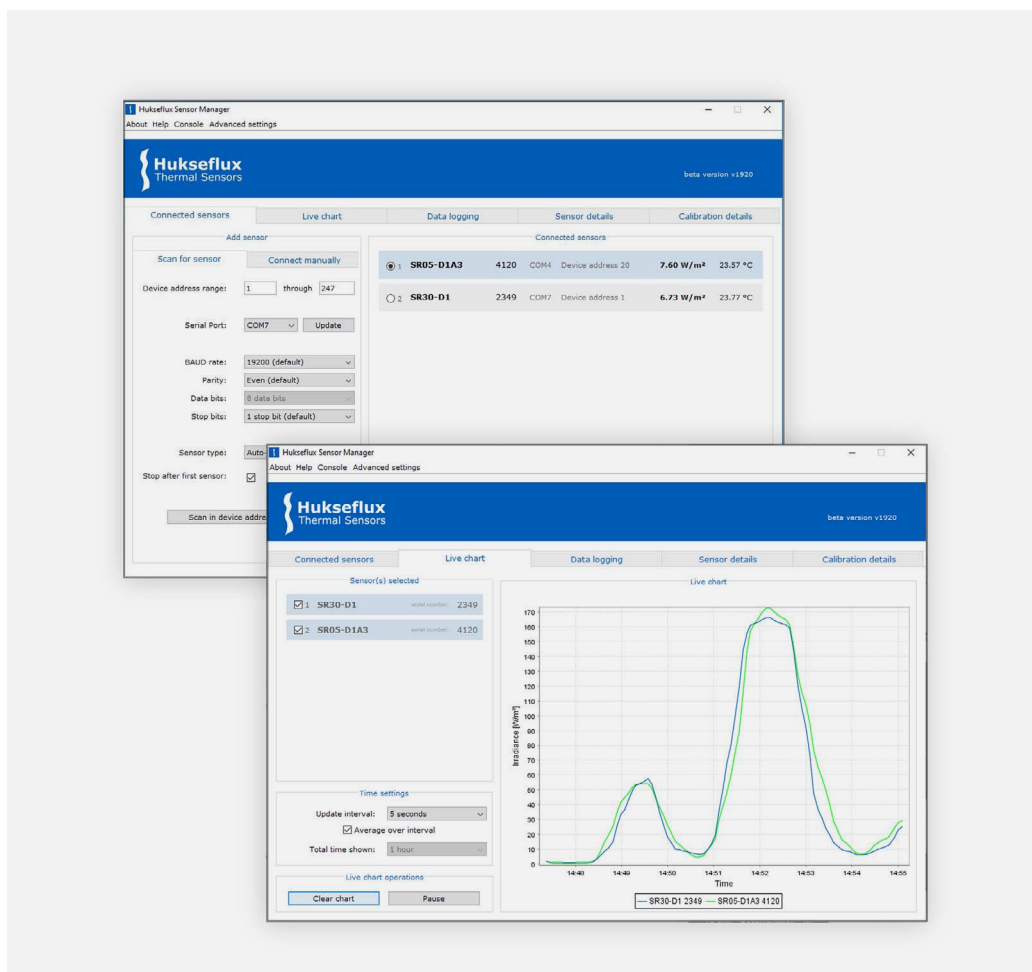 Hukseflux Sensor Manager
About Help Console Advanced settings
Hukseflux
Thermal Sensors
beta version v1920
Connected sensors Live chart Data logging Sensor details Calibration details
Add sensor
Scan for sensor Connect manually
Device address range: 1 through 247
Serial Port: COM7 Update
BAUD rate: 19200 (default)
Parity: Even (default)
Data bits: 8 data bits
Stop bits: 1 stop bit (default)
Sensor type: Auto-
Stop after first sensor:
Scan in device addre
Connected sensors
1 SR05-D1A3 4120 COM4 Device address 20 7.60 W/m² 23.57 °C
2 SR30-D1 2349 COM7 Device address 1 6.73 W/m² 23.77 °C
Hukseflux Sensor Manager
About Help Console Advanced settings
Hukseflux
Thermal Sensors
beta version v1920
Connected sensors Live chart Data logging Sensor details Calibration details
Sensor(s) selected
1 SR30-D1 serial number: 2349
2 SR05-D1A3 serial number: 4120
Time settings
Update interval: 5 seconds
Average over interval
Total time shown: 1 hour
Live chart operations
Clear chart Pause
Live chart
Irradiance [W/m²]
170
160
150
140
130
120
110
100
90
80
70
60
50
40
30
20
10
0
14:48 14:49 14:50 14:51 14:52 14:53 14:54 14:55
Time
SR30-D1 2349 SR05-D1A3 4120